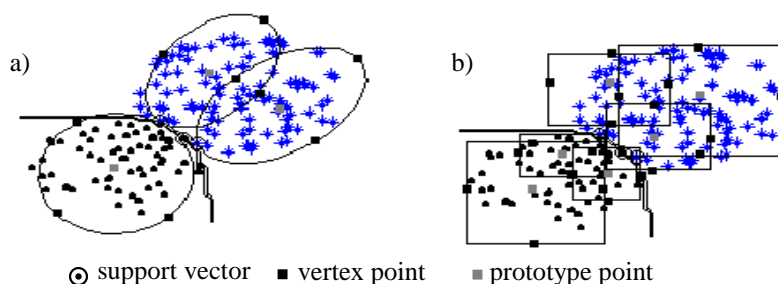 a)
b)
support vector
vertex point
prototype point